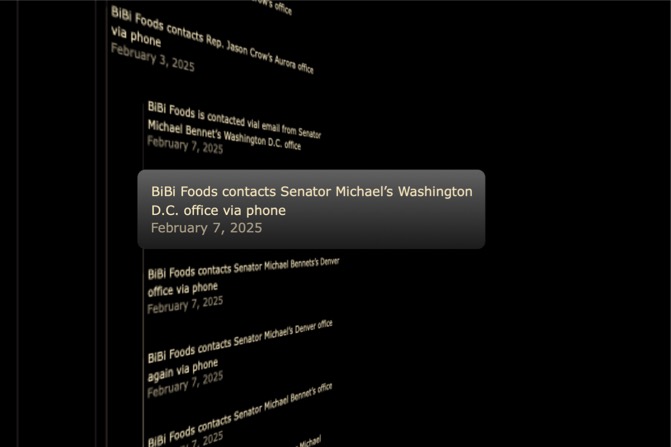 w's office
BiBi Foods contacts Rep. Jason Crow's Aurora office
via phone
February 3, 2025
BiBi Foods is contacted vial email from Senator
Michael Bennet's Washington D.C. office
February 7, 2025
BiBi Foods contacts Senator Michael’s Washington
D.C. office via phone
February 7, 2025
BiBi Foods contacts Senator Michael Bennets's Denver
office via phone
February 7, 2025
BiBi Foods contacts Senator Michael's Denver office
again via phone
February 7, 2025
BiBi Foods contacts Senator Michael Bennet's office
7, 2025
Michael